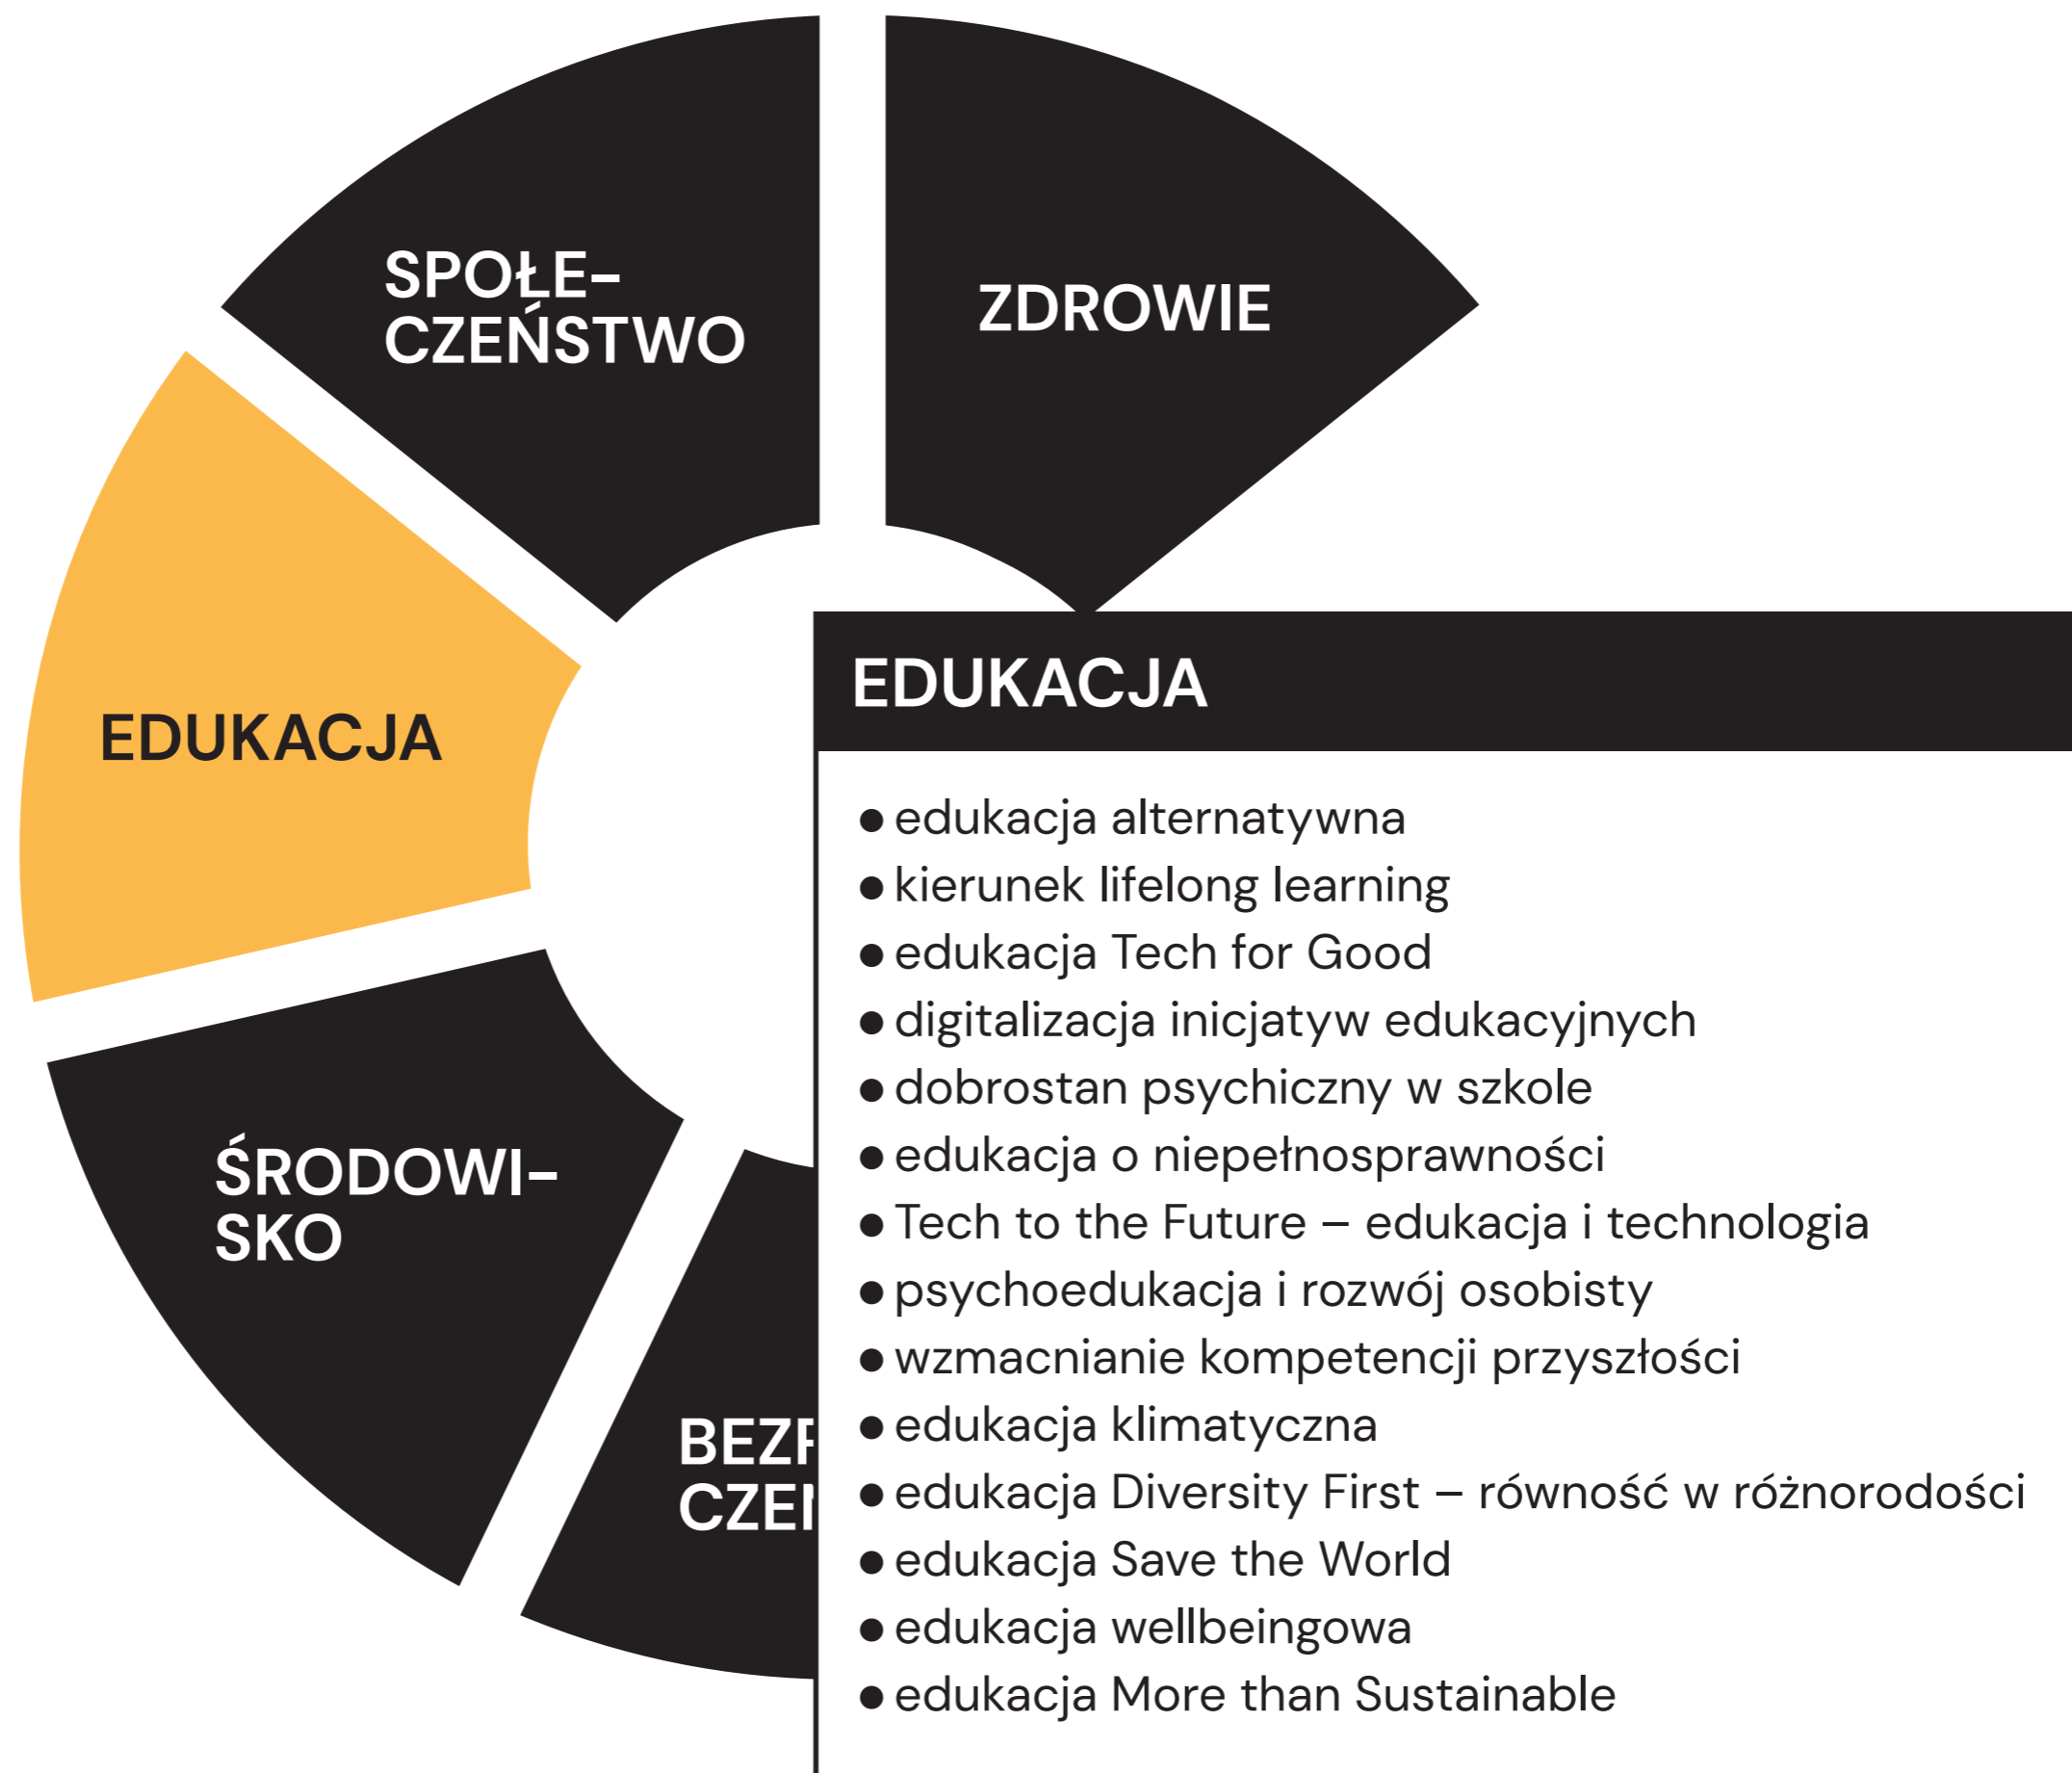 SPOŁE-
CZEŃSTWO
ZDROWIE
EDUKACJA
ŚRODOWI-
SKO
EDUKACJA
● edukacja alternatywna
● kierunek lifelong learning
● edukacja Tech for Good
● digitalizacja inicjatyw edukacyjnych
● dobrostan psychiczny w szkole
● edukacja o niepełnosprawności
● Tech to the Future – edukacja i technologia
● psychoedukacja i rozwój osobisty
● wzmacnianie kompetencji przyszłości
● edukacja klimatyczna
● edukacja Diversity First – równość w różnorodości
● edukacja Save the World
● edukacja wellbeingowa
● edukacja More than Sustainable